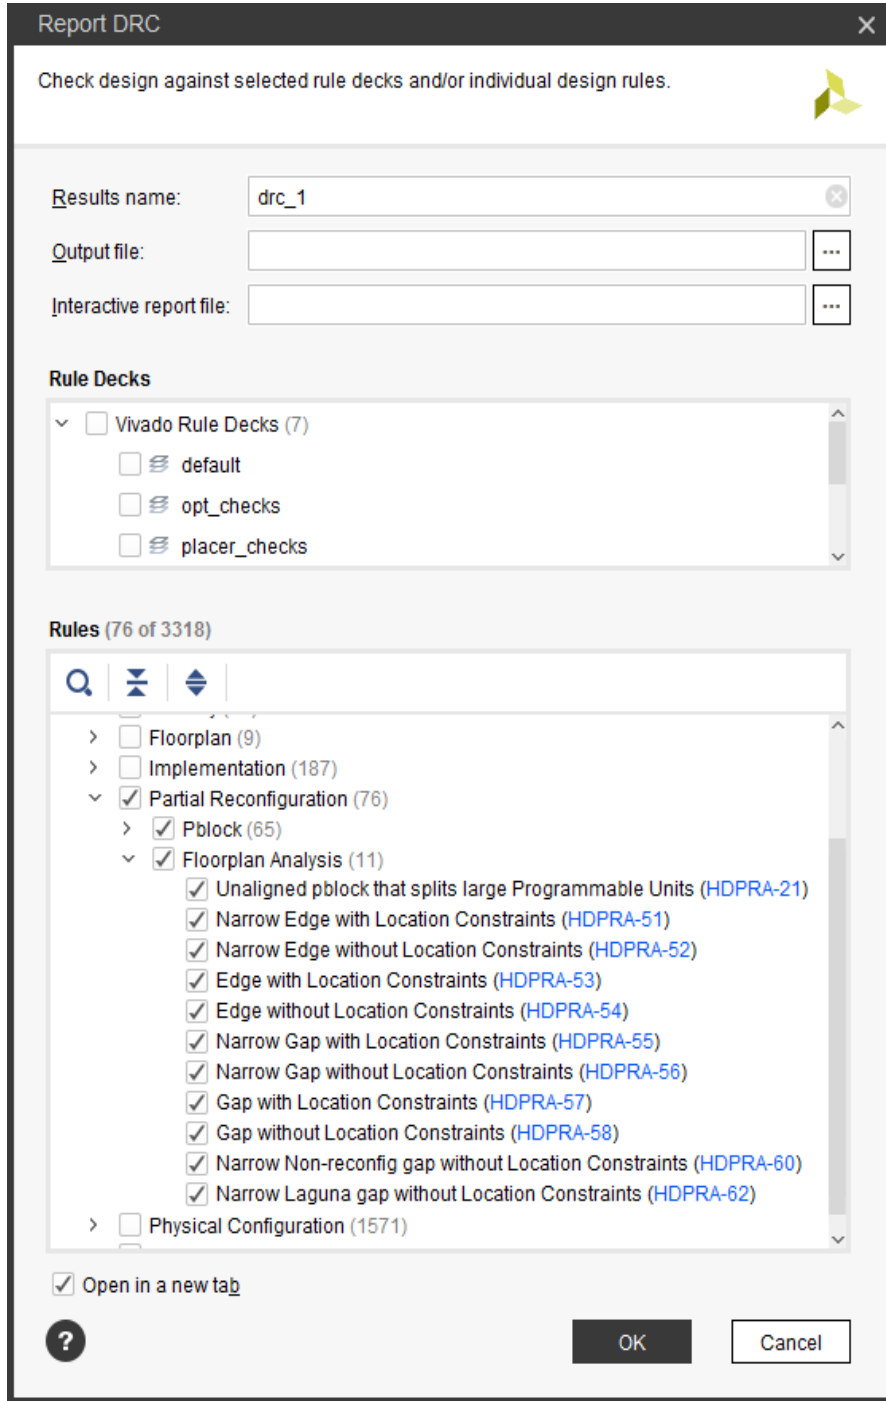 Report DRC
Check design against selected rule decks and/or individual design rules.
Results name: drc_1
Output file: ...
Interactive report file: ...
Rule Decks
Vivado Rule Decks (7)
default
opt_checks
placer_checks
Rules (76 of 3318)
Floorplan (9)
Implementation (187)
Partial Reconfiguration (76)
Pblock (65)
Floorplan Analysis (11)
Unaligned pblock that splits large Programmable Units (HDPRA-21)
Narrow Edge with Location Constraints (HDPRA-51)
Narrow Edge without Location Constraints (HDPRA-52)
Edge with Location Constraints (HDPRA-53)
Edge without Location Constraints (HDPRA-54)
Narrow Gap with Location Constraints (HDPRA-55)
Narrow Gap without Location Constraints (HDPRA-56)
Gap with Location Constraints (HDPRA-57)
Gap without Location Constraints (HDPRA-58)
Narrow Non-reconfig gap without Location Constraints (HDPRA-60)
Narrow Laguna gap without Location Constraints (HDPRA-62)
Physical Configuration (1571)
Open in a new tab
? OK Cancel